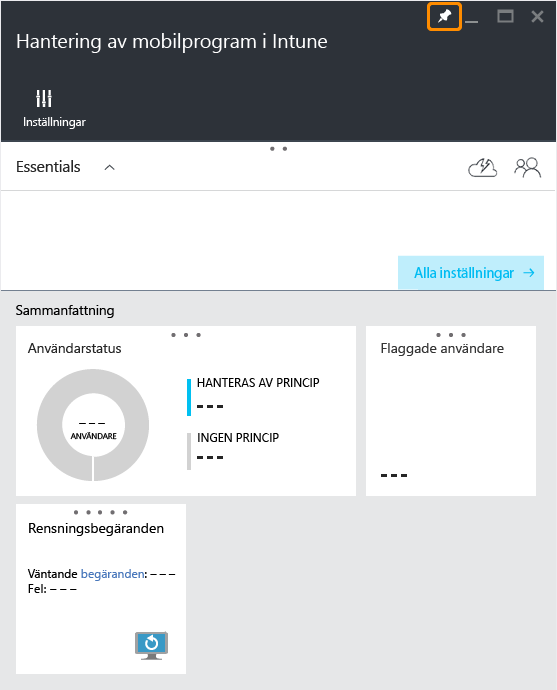 Hantering av mobilprogram i Intune
Inställningar
Essentials
Alla inställningar
Sammanfattning
Användarstatus
---
ANVÄNDARE
HANTERAS AV PRINCIP
---
INGEN PRINCIP
---
Flaggade användare
---
Rensningsbegäranden
Väntande begäranden: – – –
Fel: – – –